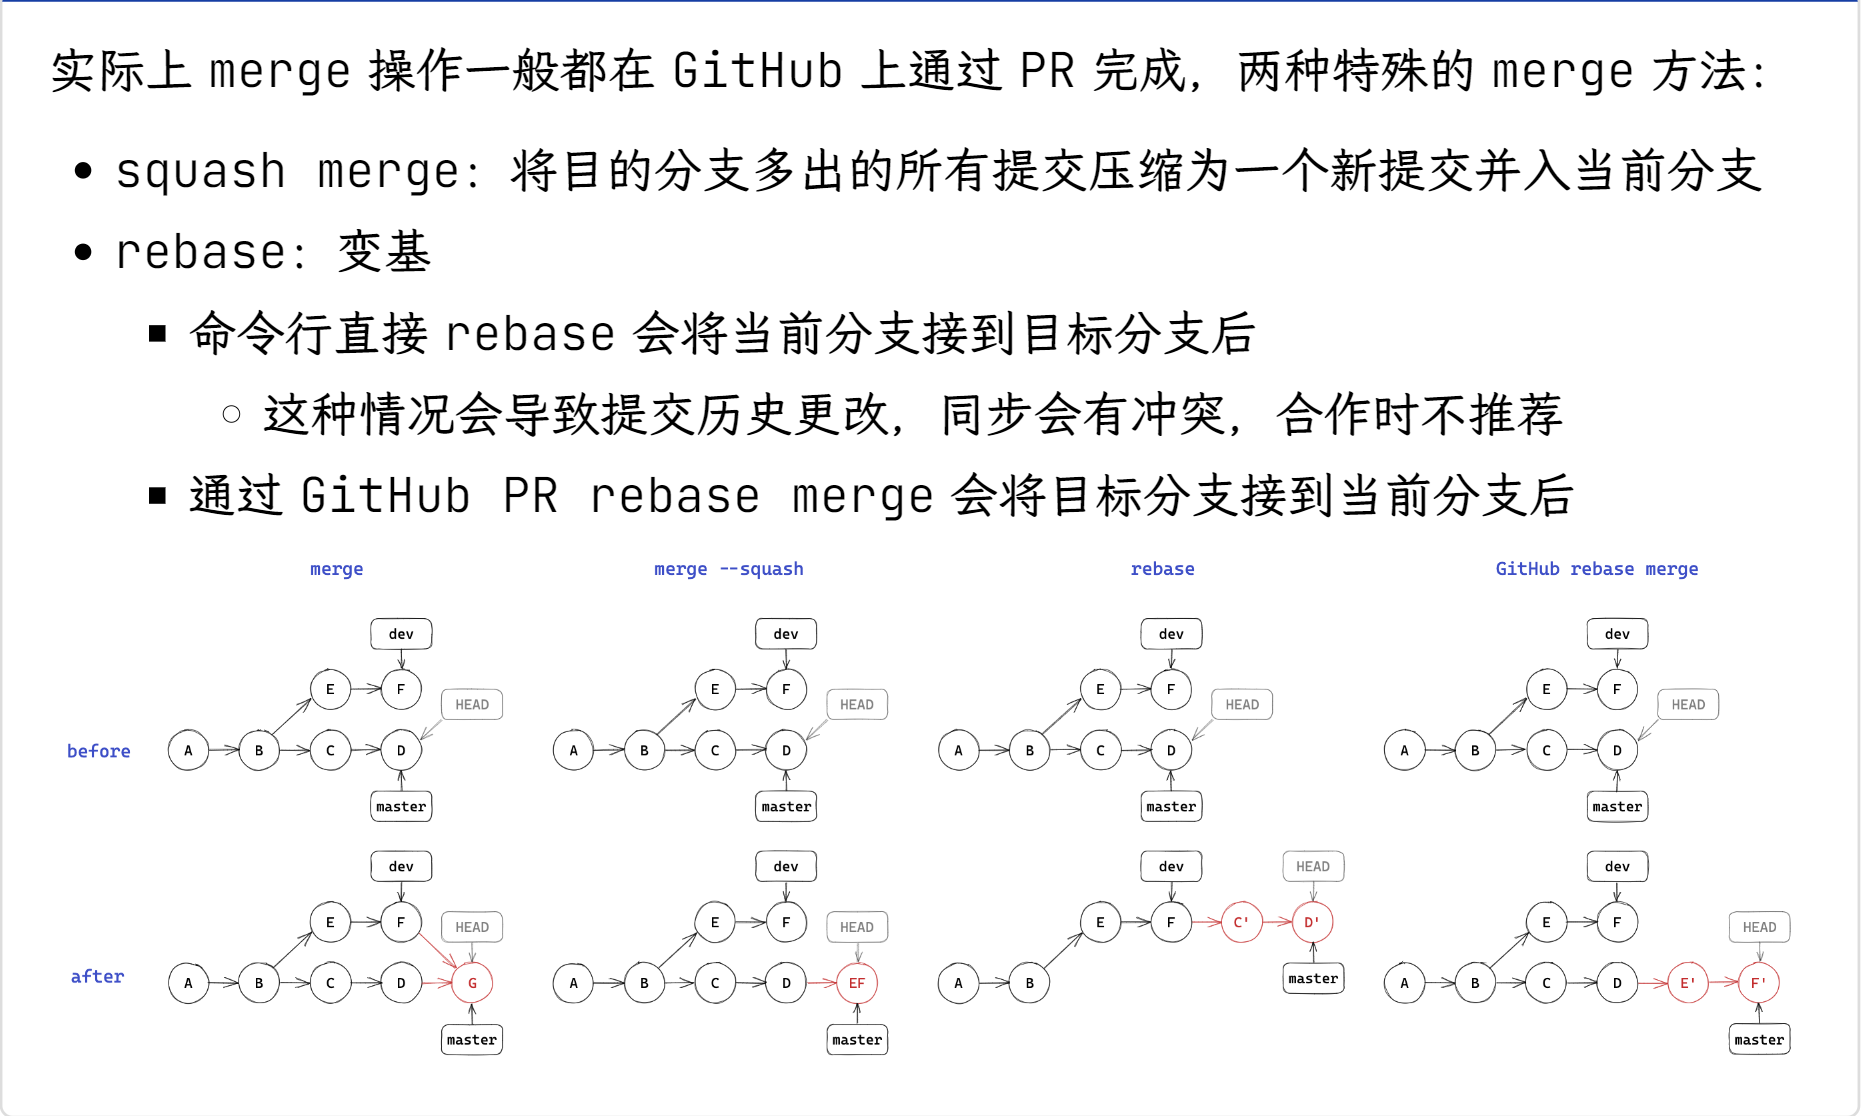 实际上 merge 操作一般都在 GitHub 上通过 PR 完成，两种特殊的 merge 方法：
• squash merge：将目的分支多出的所有提交压缩为一个新提交并入当前分支
• rebase：变基
▪ 命令行直接 rebase 会将当前分支接到目标分支后
◦ 这种情况会导致提交历史更改，同步会有冲突，合作时不推荐
▪ 通过 GitHub PR rebase merge 会将目标分支接到当前分支后
merge merge --squash rebase GitHub rebase merge
dev dev dev dev
E F E F E F E F
HEAD HEAD HEAD HEAD
before A B C D A B C D A B C D A B C D
master master master master
dev dev dev HEAD dev
E F E F E F C' D' E F
HEAD HEAD HEAD
after A B C D G A B C D EF A B A B C D E' F'
master master master master